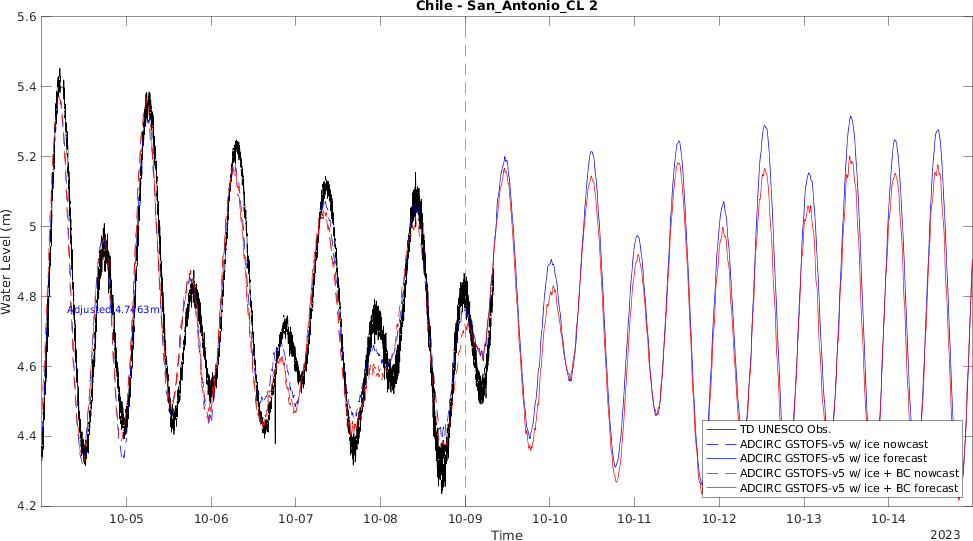 Chile - San_Antonio_CL 2
5.6
5.4
5.2
5
4.8
4.6
4.4
4.2
Water Level (m)
Adjusted 4.7463m
TD UNESCO Obs.
ADCIRC GSTOFS-v5 w/ ice nowcast
ADCIRC GSTOFS-v5 w/ ice forecast
ADCIRC GSTOFS-v5 w/ ice + BC nowcast
ADCIRC GSTOFS-v5 w/ ice + BC forecast
10-05 10-06 10-07 10-08 10-09 10-10 10-11 10-12 10-13 10-14
Time
2023